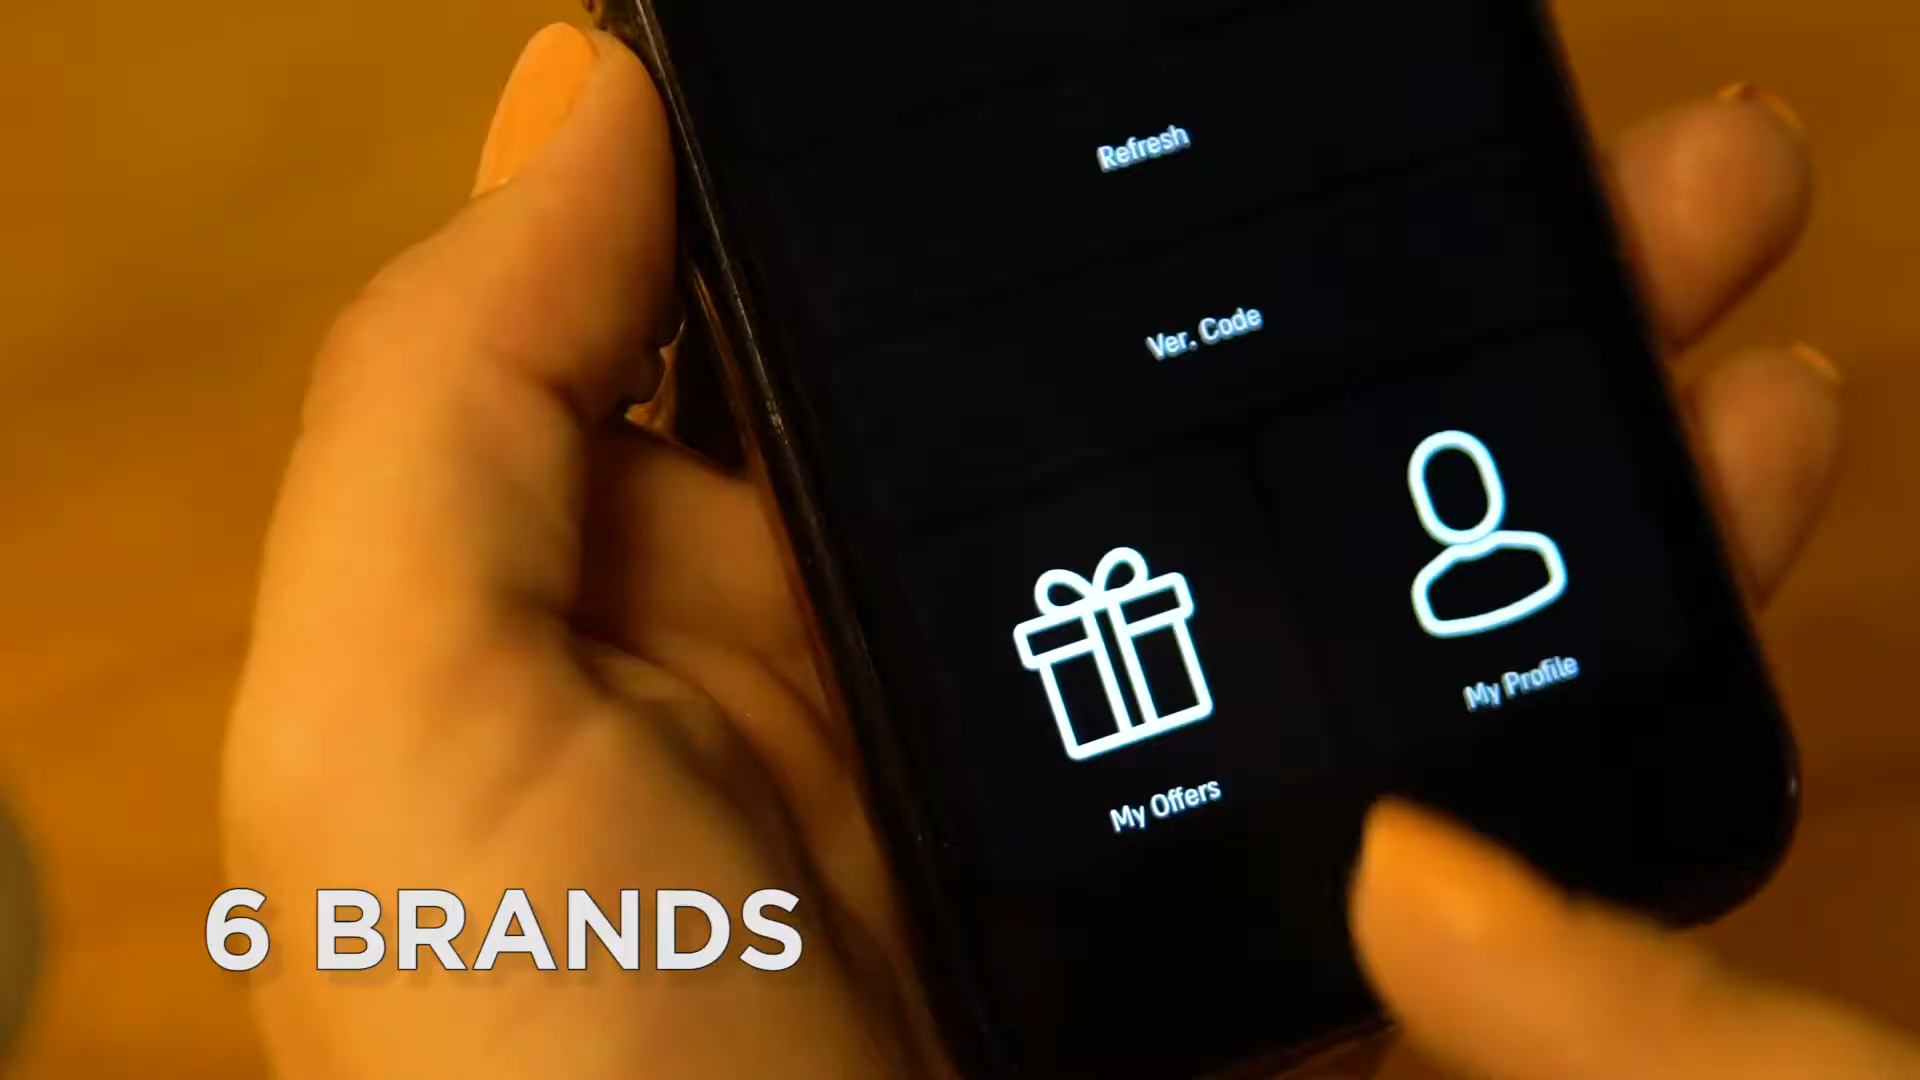 Refresh
Ver. Code
My Profile
My Offers
6 BRANDS